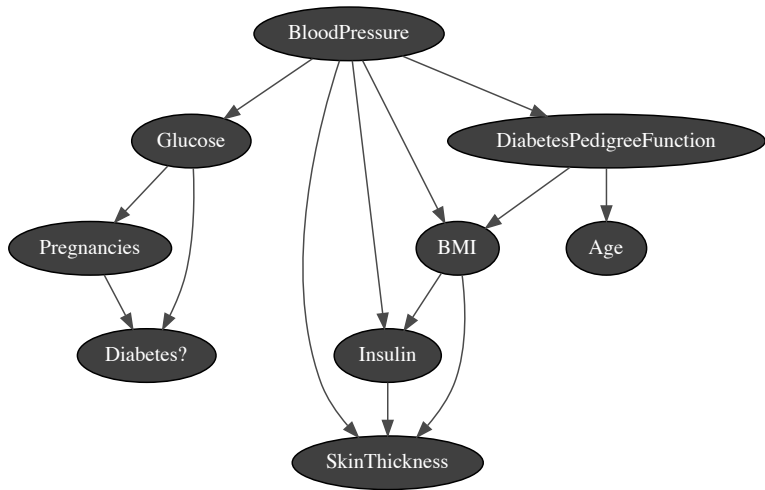 BloodPressure
Glucose
DiabetesPedigreeFunction
Pregnancies
BMI
Age
Diabetes?
Insulin
SkinThickness